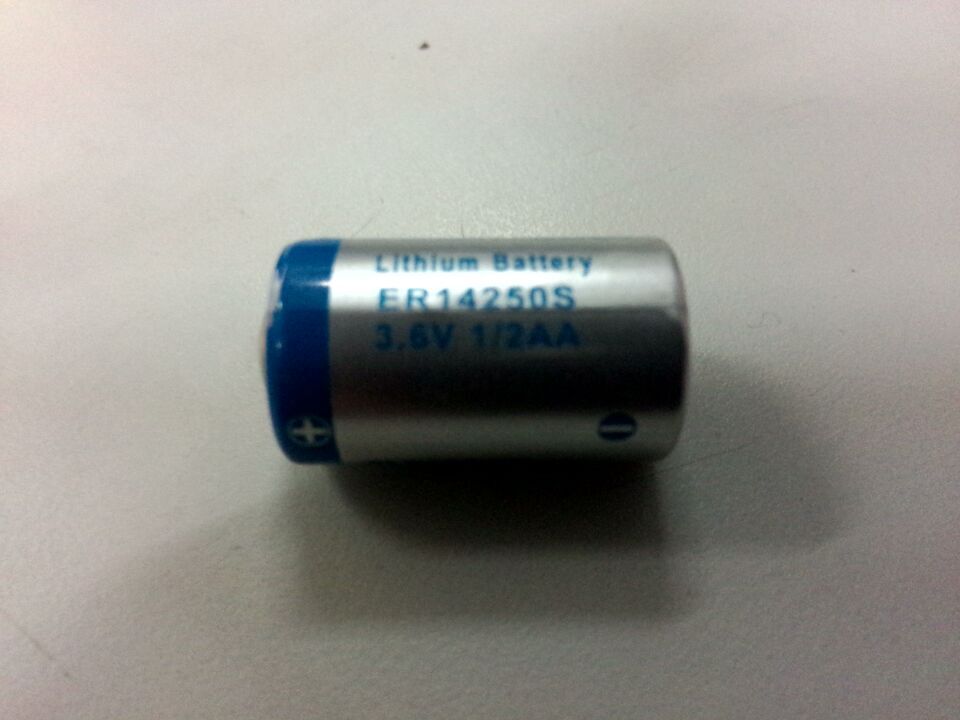 Lithium Battery
ER14250S
3.6V 1/2AA
+
-